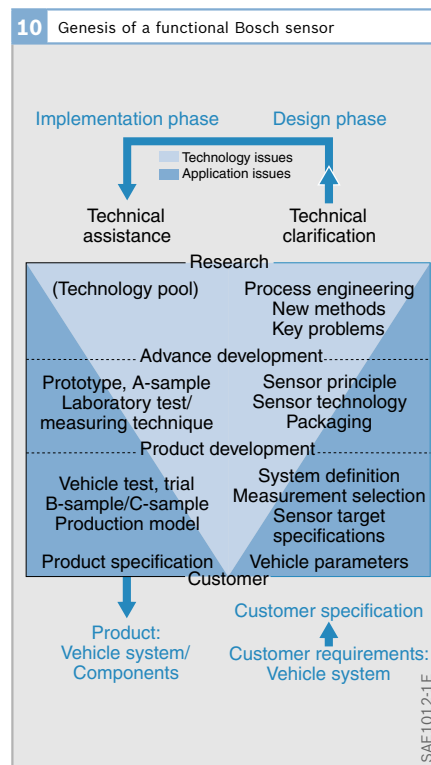 10 Genesis of a functional Bosch sensor
Implementation phase
Design phase
Technology issues
Application issues
Technical
assistance
Technical
clarification
Research
(Technology pool)
Process engineering
New methods
Key problems
Advance development
Prototype, A-sample
Laboratory test/
measuring technique
Sensor principle
Sensor technology
Packaging
Product development
Vehicle test, trial
B-sample/C-sample
Production model
Product specification
System definition
Measurement selection
Sensor target
specifications
Vehicle parameters
Customer
Product:
Vehicle system/
Components
Customer specification
Customer requirements:
Vehicle system
SAE1012-1E